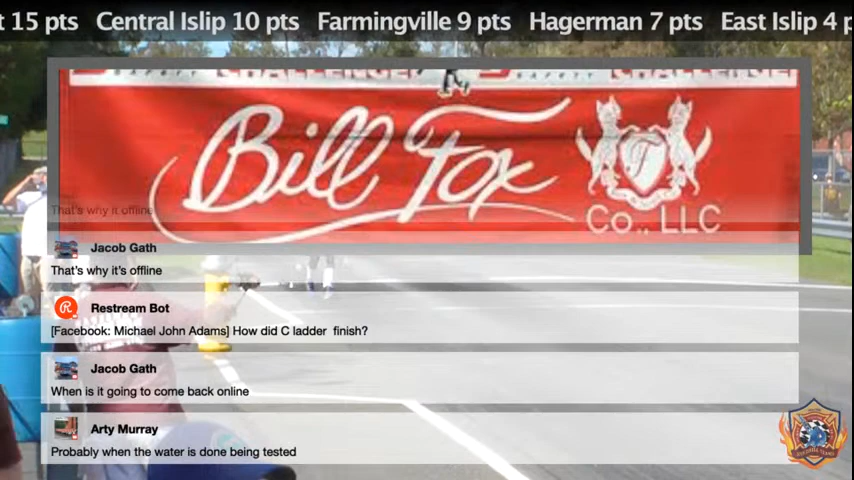 t 15 pts Central Islip 10 pts Farmingville 9 pts Hagerman 7 pts East Islip 4 p
CHALLENGE CHALLENGE
Bill Fox
Co., LLC
That's why it offline
Jacob Gath
That's why it's offline
Restream Bot
[Facebook: Michael John Adams] How did C ladder finish?
Jacob Gath
When is it going to come back online
Arty Murray
Probably when the water is done being tested